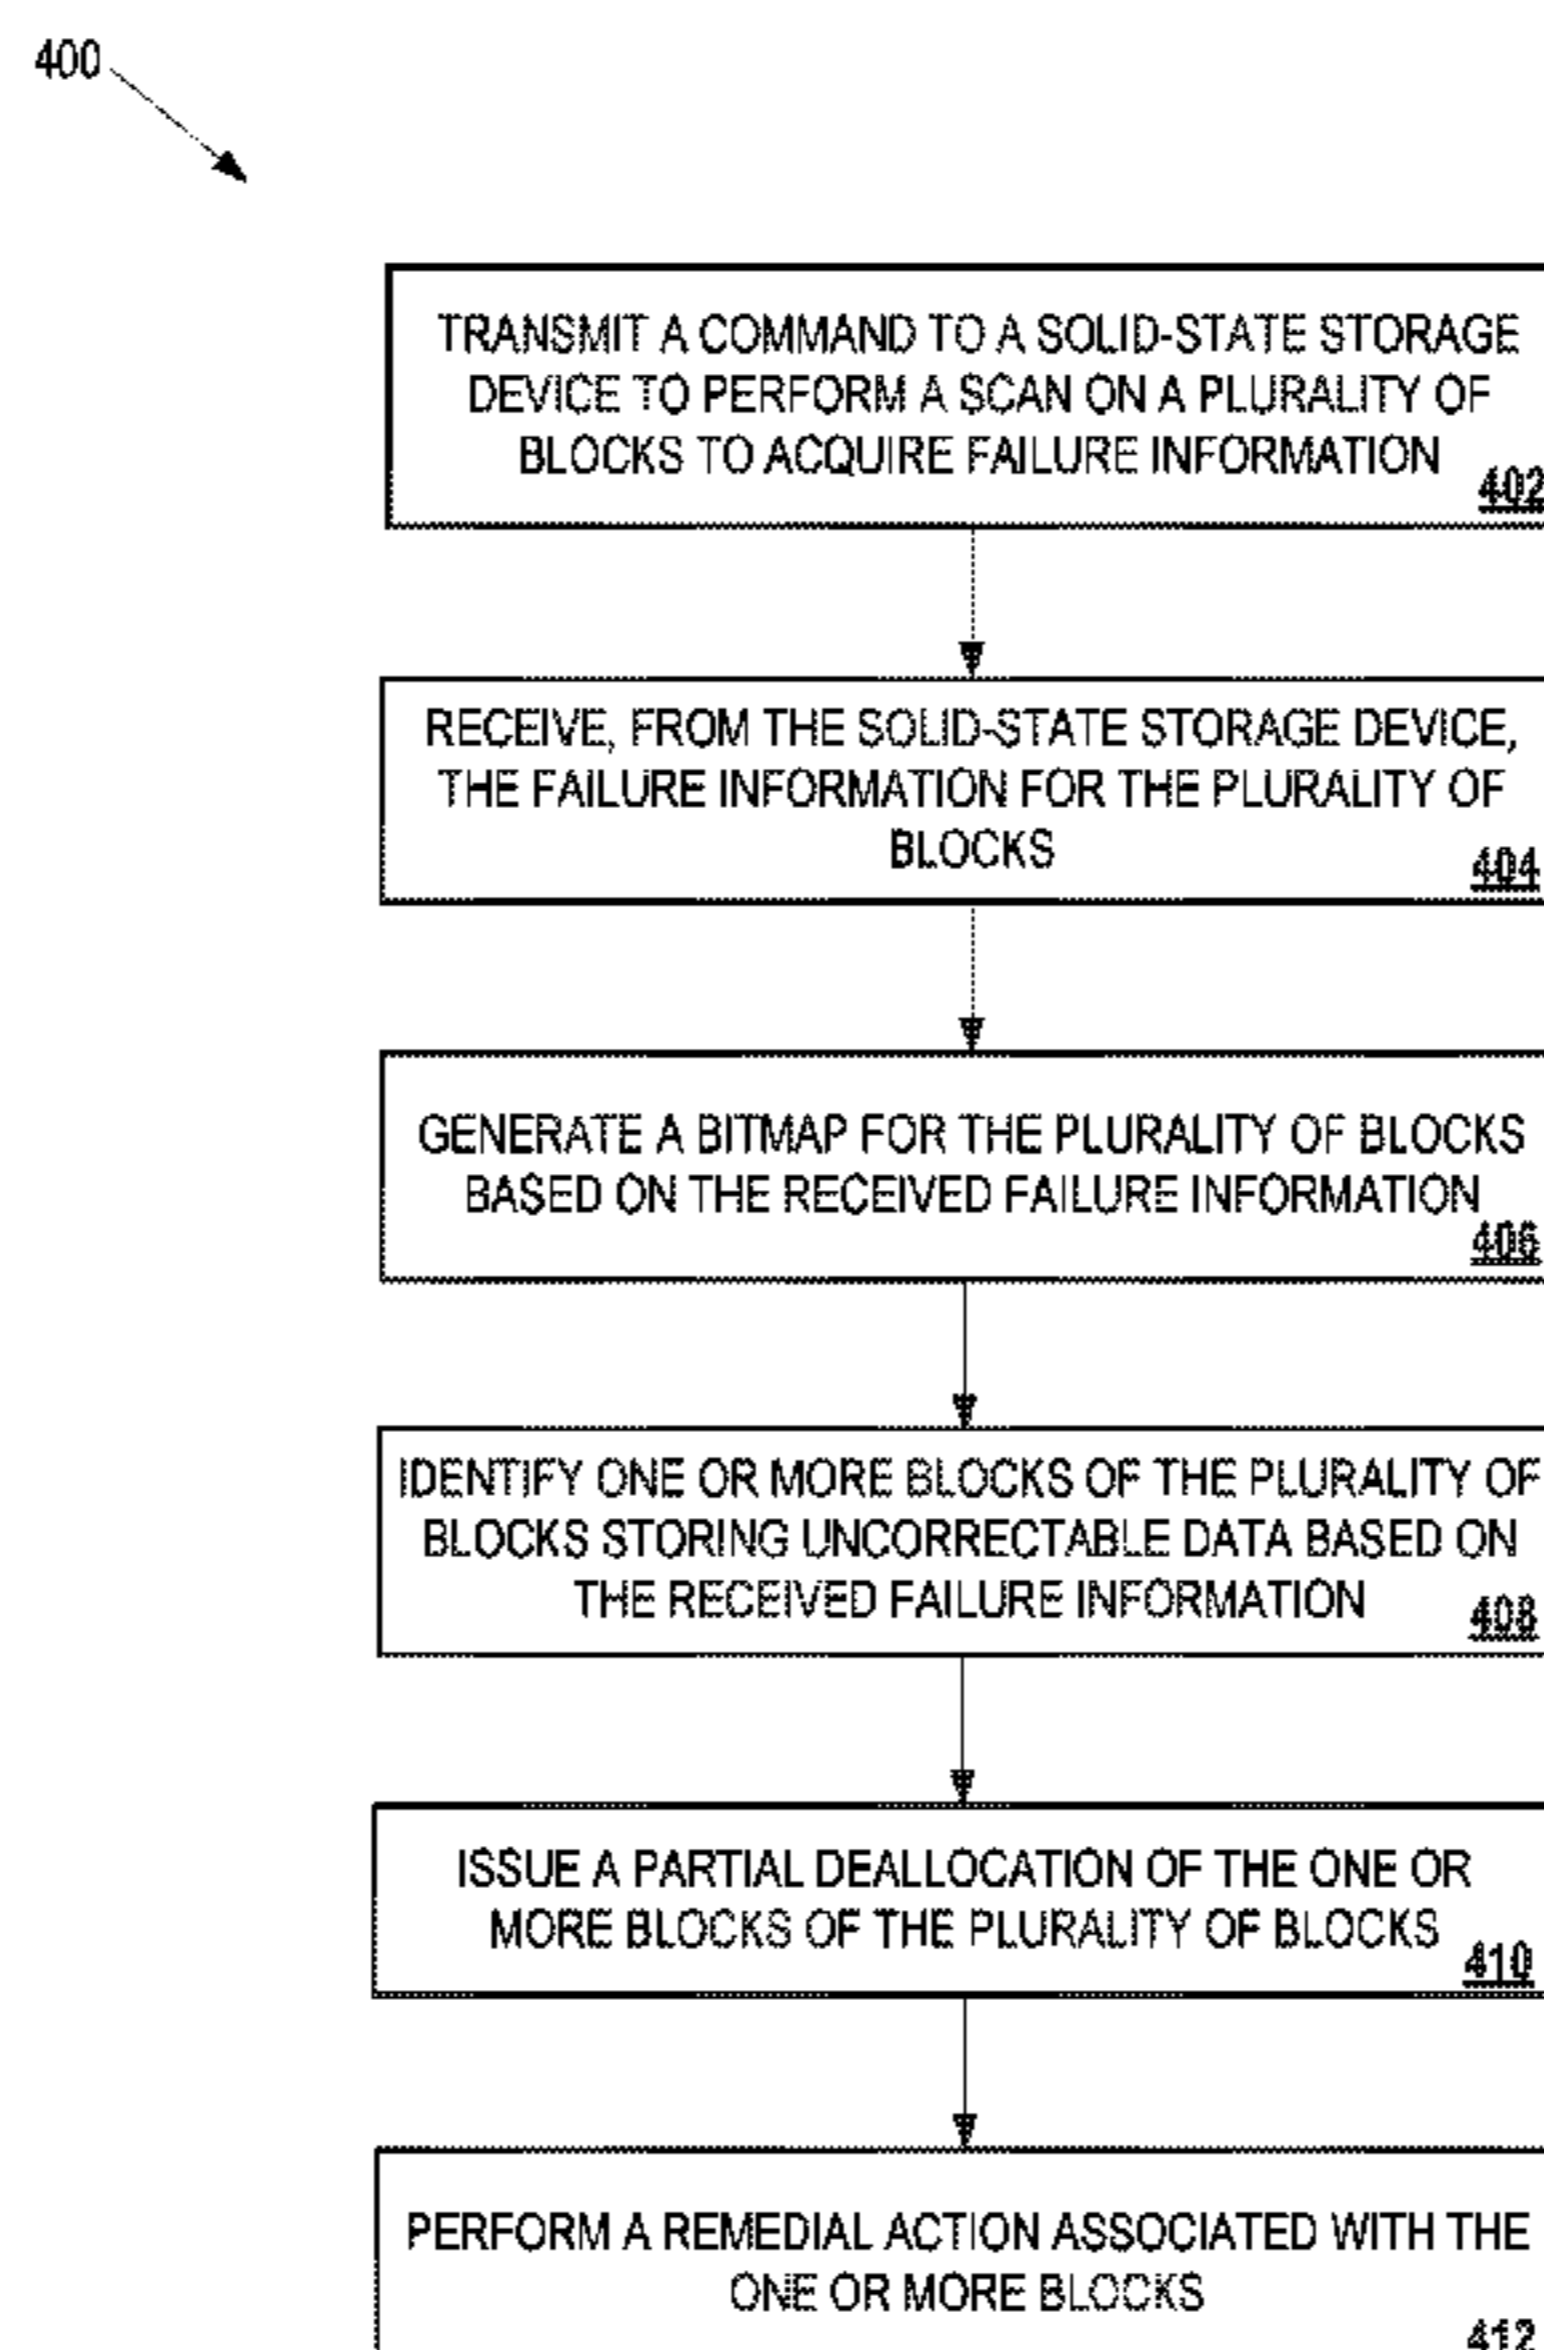 400
TRANSMIT A COMMAND TO A SOLID-STATE STORAGE
DEVICE TO PERFORM A SCAN ON A PLURALITY OF
BLOCKS TO ACQUIRE FAILURE INFORMATION
402
RECEIVE, FROM THE SOLID-STATE STORAGE DEVICE,
THE FAILURE INFORMATION FOR THE PLURALITY OF
BLOCKS
404
GENERATE A BITMAP FOR THE PLURALITY OF BLOCKS
BASED ON THE RECEIVED FAILURE INFORMATION
406
IDENTIFY ONE OR MORE BLOCKS OF THE PLURALITY OF
BLOCKS STORING UNCORRECTABLE DATA BASED ON
THE RECEIVED FAILURE INFORMATION
408
ISSUE A PARTIAL DEALLOCATION OF THE ONE OR
MORE BLOCKS OF THE PLURALITY OF BLOCKS
410
PERFORM A REMEDIAL ACTION ASSOCIATED WITH THE
ONE OR MORE BLOCKS
412